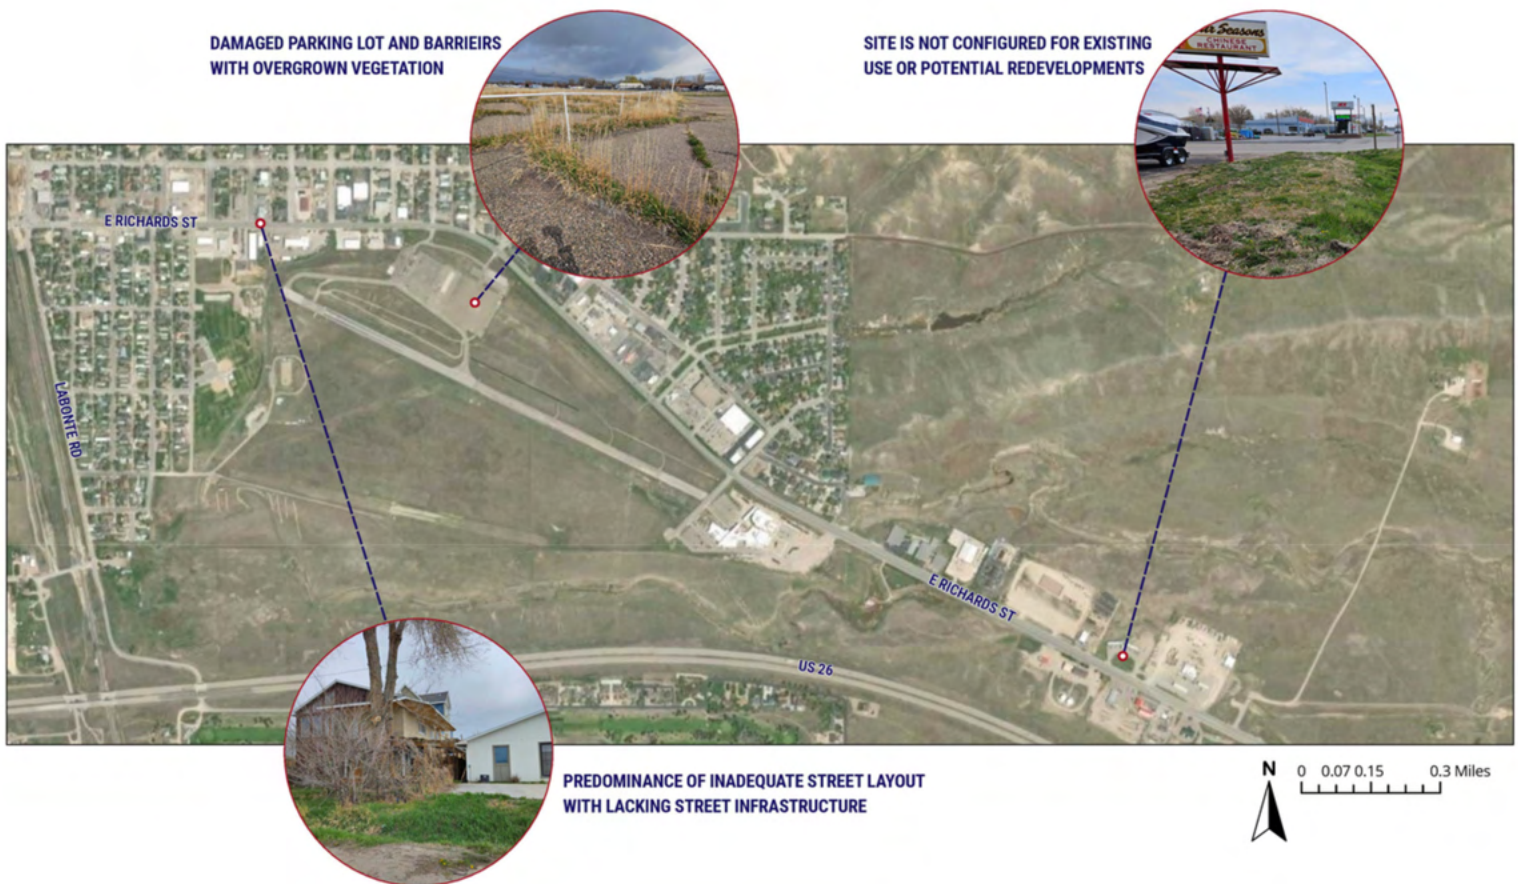 DAMAGED PARKING LOT AND BARRIEIRS
WITH OVERGROWN VEGETATION
SITE IS NOT CONFIGURED FOR EXISTING
USE OR POTENTIAL REDEVELOPMENTS
Seasons
CHINESE
RESTAURANT
E RICHARDS ST
LABONTE RD
E RICHARDS ST
US 26
PREDOMINANCE OF INADEQUATE STREET LAYOUT
WITH LACKING STREET INFRASTRUCTURE
N
0 0.07 0.15 0.3 Miles